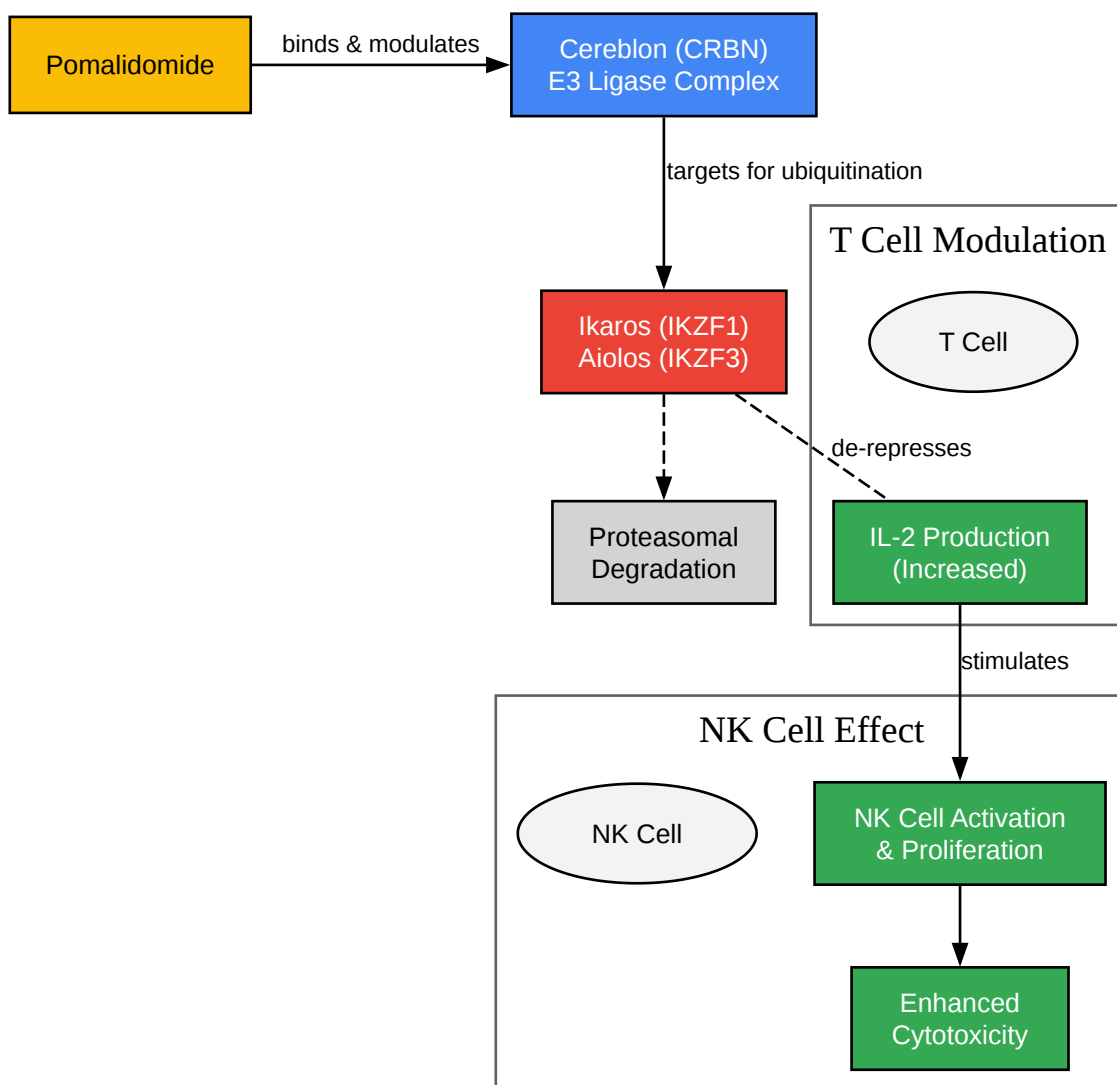 Pomalidomide
binds & modulates
Cereblon (CRBN)
E3 Ligase Complex
targets for ubiquitination
T Cell Modulation
Ikaros (IKZF1)
Aiolos (IKZF3)
T Cell
de-represses
Proteasomal
Degradation
IL-2 Production
(Increased)
stimulates
NK Cell Effect
NK Cell
NK Cell Activation
& Proliferation
Enhanced
Cytotoxicity